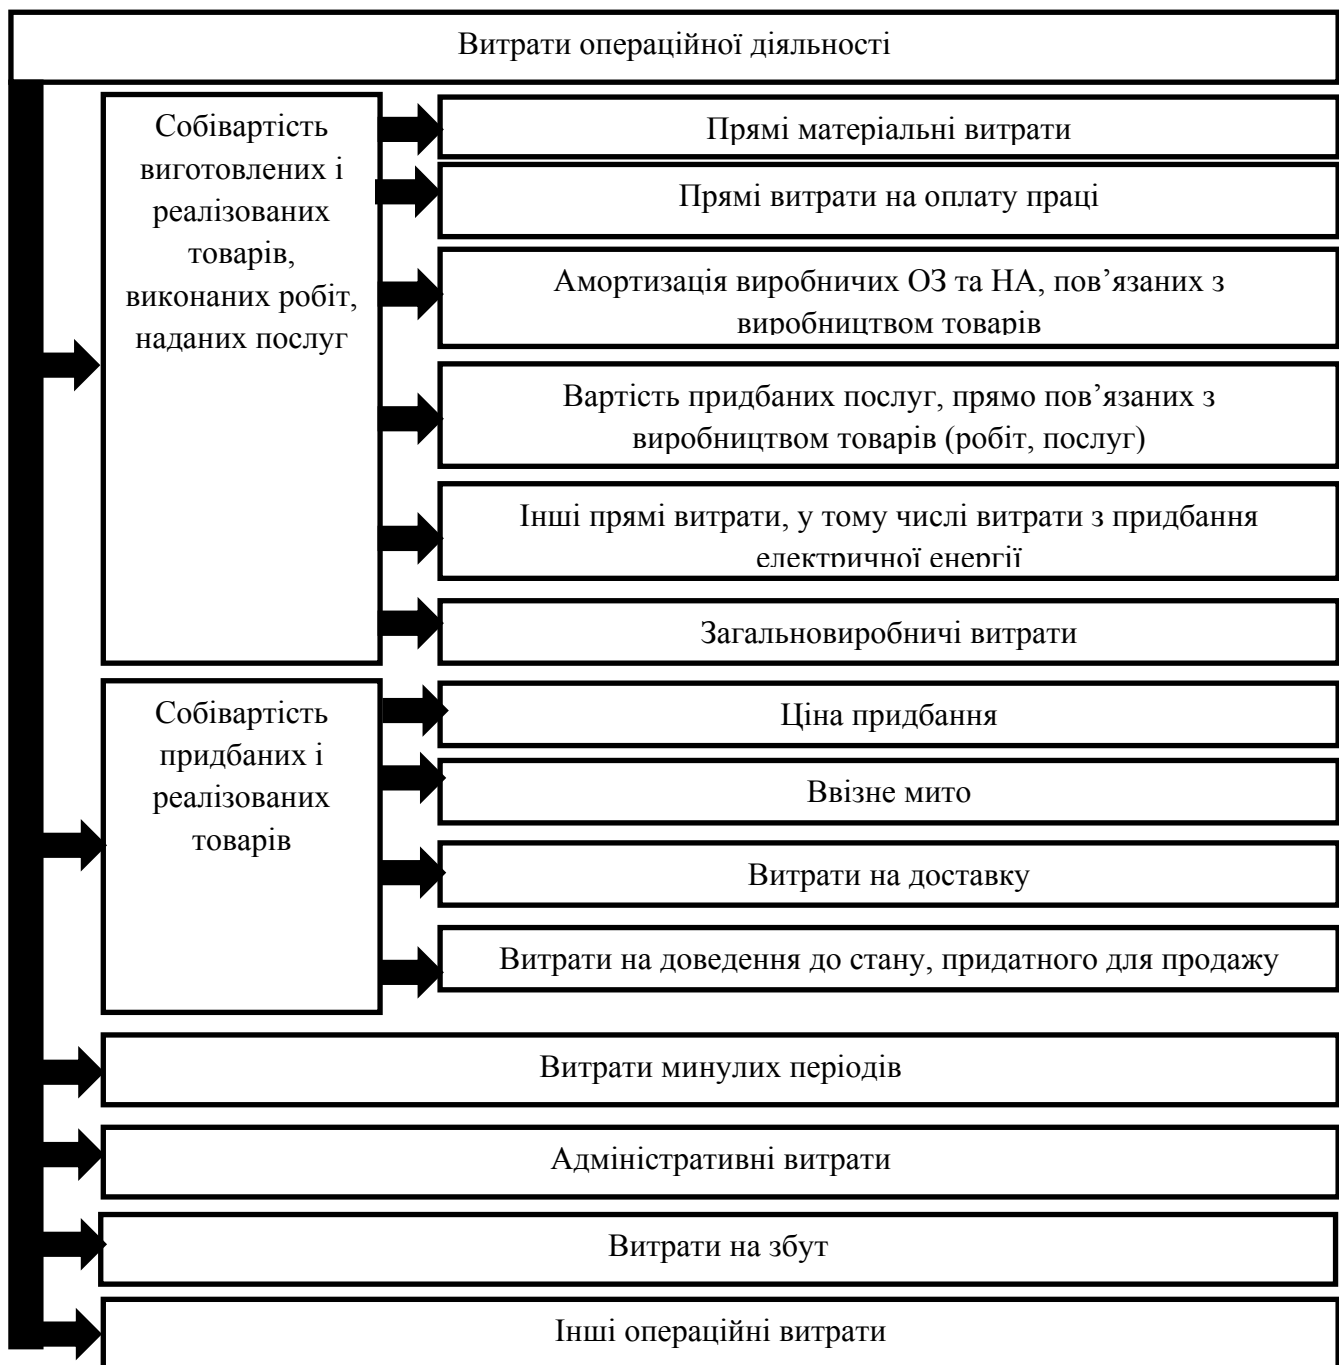 Витрати операційної діяльності
Собівартість
виготовлених і
реалізованих
товарів,
виконаних робіт,
наданих послуг
Прямі матеріальні витрати
Прямі витрати на оплату праці
Амортизація виробничих ОЗ та НА, пов’язаних з
виробництвом товарів
Вартість придбаних послуг, прямо пов’язаних з
виробництвом товарів (робіт, послуг)
Інші прямі витрати, у тому числі витрати з придбання
електричної енергії
Загальновиробничі витрати
Собівартість
придбаних і
реалізованих
товарів
Ціна придбання
Ввізне мито
Витрати на доставку
Витрати на доведення до стану, придатного для продажу
Витрати минулих періодів
Адміністративні витрати
Витрати на збут
Інші операційні витрати